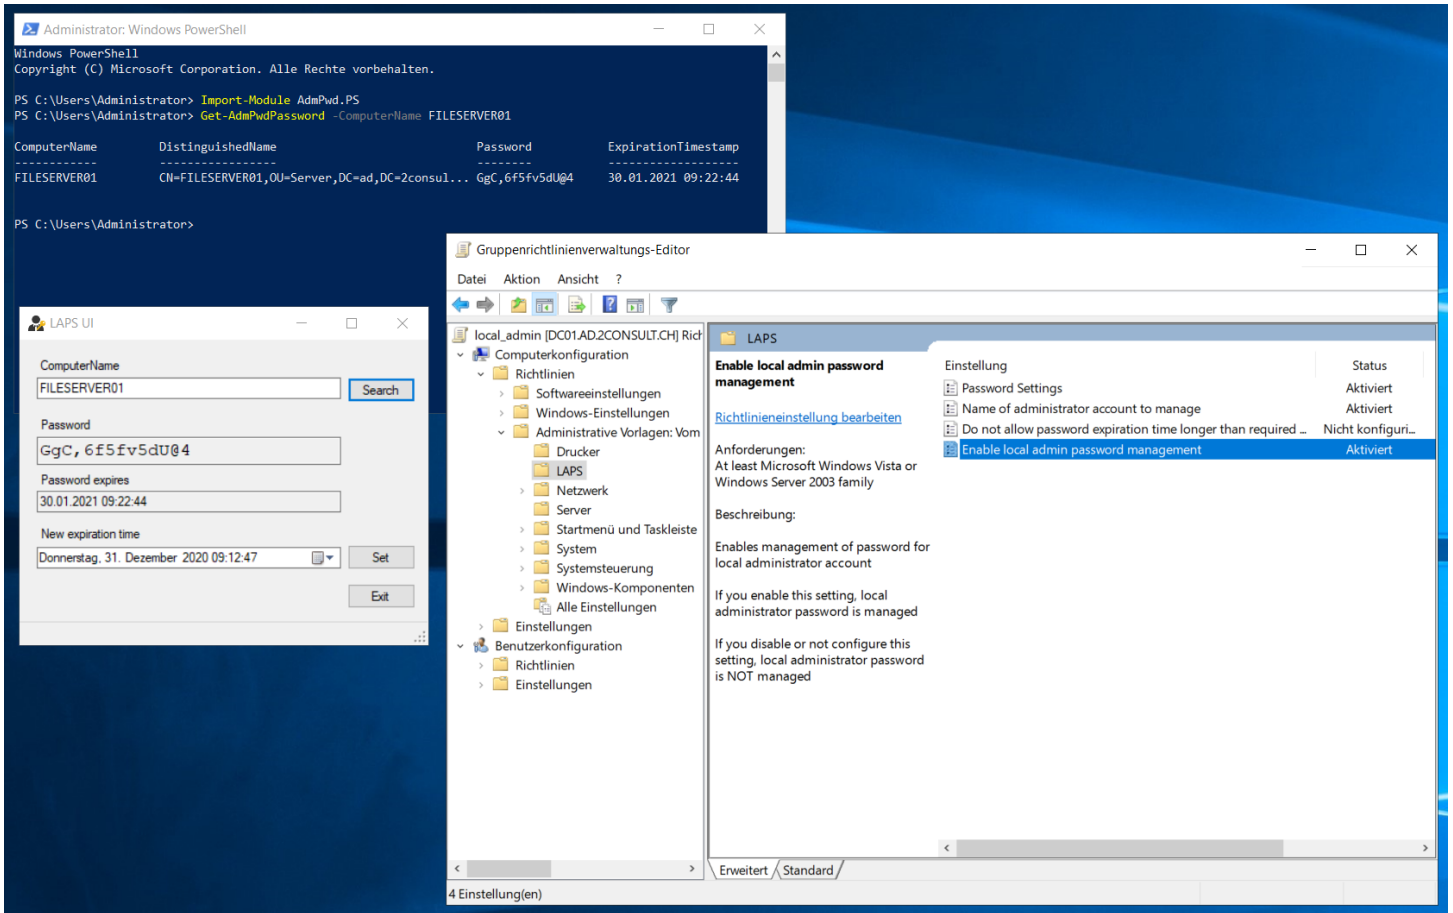 Administrator: Windows PowerShell
Windows PowerShell
Copyright (C) Microsoft Corporation. Alle Rechte vorbehalten.
PS C:\Users\Administrator> Import-Module AdmPwd.PS
PS C:\Users\Administrator> Get-AdmPwdPassword -ComputerName FILESERVER01
ComputerName DistinguishedName Password ExpirationTimestamp
------------ ----------------- -------- -------------------
FILESERVER01 CN=FILESERVER01,OU=Server,DC=ad,DC=2consul... GgC,6f5fv5dU@4 30.01.2021 09:22:44
PS C:\Users\Administrator>
LAPS UI
ComputerName
FILESERVER01
Search
Password
GgC,6f5fv5dU@4
Password expires
30.01.2021 09:22:44
New expiration time
Donnerstag, 31. Dezember 2020 09:12:47
Set
Exit
Gruppenrichtlinienverwaltungs-Editor
Datei Aktion Ansicht ?
local_admin [DC01.AD.2CONSULT.CH] Rich
Computerkonfiguration
Richtlinien
Softwareeinstellungen
Windows-Einstellungen
Administrative Vorlagen: Vom
Drucker
LAPS
Netzwerk
Server
Startmenü und Taskleiste
System
Systemsteuerung
Windows-Komponenten
Alle Einstellungen
Einstellungen
Benutzerkonfiguration
Richtlinien
Einstellungen
LAPS
Enable local admin password
management
Richtlinieneinstellung bearbeiten
Anforderungen:
At least Microsoft Windows Vista or
Windows Server 2003 family
Beschreibung:
Enables management of password for
local administrator account
If you enable this setting, local
administrator password is managed
If you disable or not configure this
setting, local administrator password
is NOT managed
Einstellung Status
Password Settings Aktiviert
Name of administrator account to manage Aktiviert
Do not allow password expiration time longer than required ... Nicht konfiguri...
Enable local admin password management Aktiviert
Erweitert Standard
4 Einstellung(en)